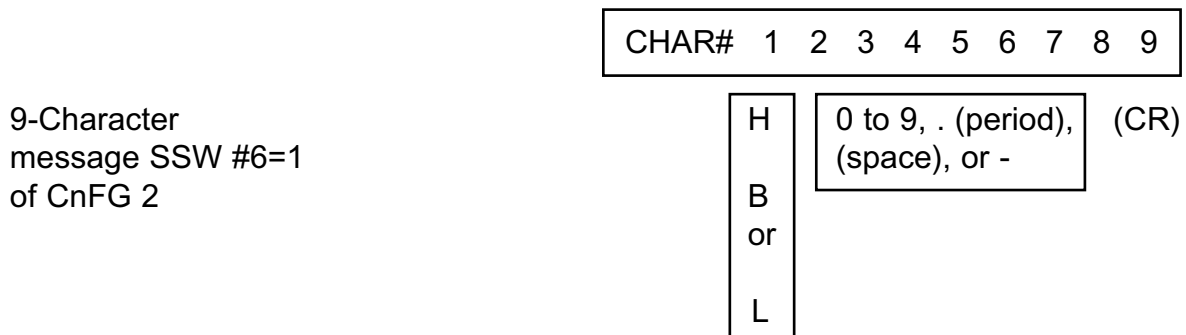 CHAR# 1 2 3 4 5 6 7 8 9
9-Character
message SSW #6=1
of CnFG 2
H
B
or
L
0 to 9, . (period),
(space), or -
(CR)